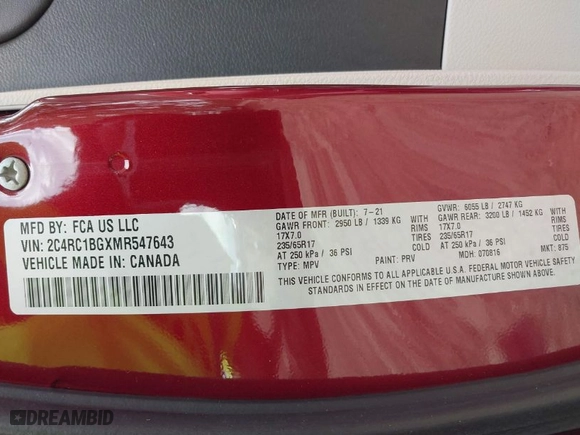 MFD BY: FCA US LLC
VIN: 2C4RC1BGXMR547643
VEHICLE MADE IN: CANADA
DATE OF MFR (BUILT): 7-21 GVWR: 6055 LB / 2747 KG
GAWR FRONT: 2950 LB / 1339 KG WITH GAWR REAR: 3200 LB / 1452 KG WITH
17X7.0 RIMS 17X7.0 RIMS
235/65R17 TIRES 235/65R17 TIRES
AT 250 kPa / 36 PSI AT 250 kPa / 36 PSI
TYPE: MPV PAINT: PRV MDH: 070816 MKT: 875
THIS VEHICLE CONFORMS TO ALL APPLICABLE U.S.A. FEDERAL MOTOR VEHICLE SAFETY
STANDARDS IN EFFECT ON THE DATE OF MANUFACTURE SHOWN ABOVE.
DREAMBID